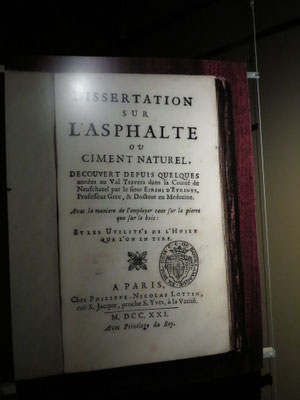 DISSERTATION
SUR
L'ASPHALTE
OU
CIMENT NATUREL,
DECOUVERT DEPUIS QUELQUES
années au Val Travers dans la Comté de
Neufchatel par le sieur EIRINI D'EYRINYS,
Professeur Grec, & Docteur en Medecine.
Avec la maniere de l'employer tant sur la pierre
que sur le bois:
ET LES UTILITÉS DE L'HUILE
QUE L'ON EN TIRE.
A PARIS,
Chez PHILIPPE-NICOLAS LOTTIN,
ruë S. Jacque, proche S. Yves, à la Verité.
M. DCC. XXI.
Avec Privilege du Roy.